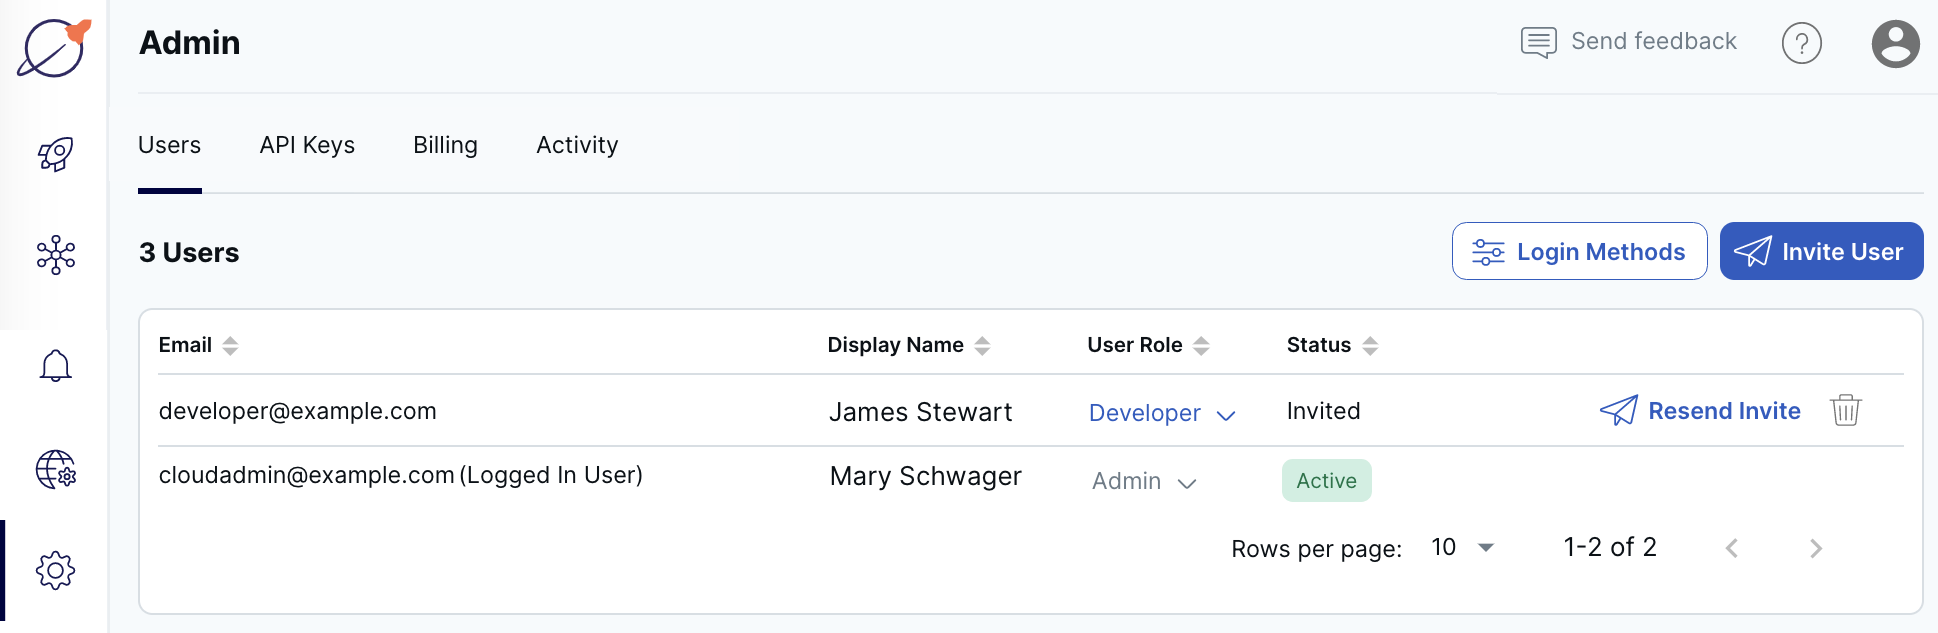 Admin
Send feedback
?
Users API Keys Billing Activity
3 Users
Login Methods
Invite User
Email Display Name User Role Status
developer@example.com James Stewart Developer Invited Resend Invite
cloudadmin@example.com (Logged In User) Mary Schwager Admin Active
Rows per page: 10 1-2 of 2